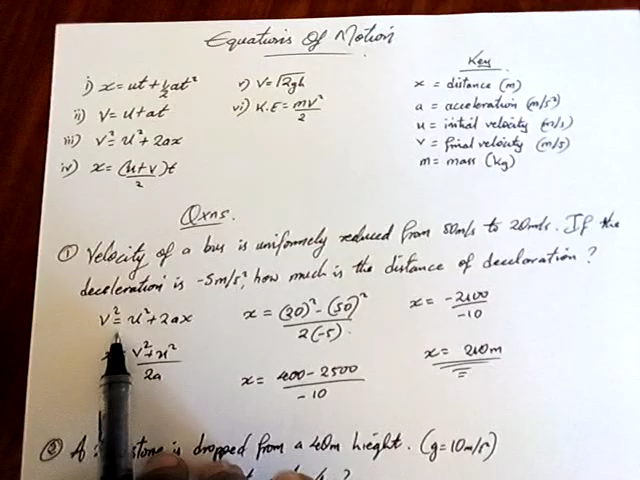 Equations Of Motion
i) x = ut + ½at²
ii) V = u + at
iii) V² = u² + 2ax
iv) x = (u+v)t/2
v) V = √2gh
vi) K.E = mv²/2
Key
x = distance (m)
a = acceleration (m/s²)
u = initial velocity (m/s)
v = final velocity (m/s)
m = mass (kg)
Qxns.
① Velocity of a bus is uniformely reduced from 50m/s to 20m/s. If the
deceleration is -5m/s², how much is the distance of decelaration?
V² = u² + 2ax
2a
x = (20)² - (50)² / 2(-5)
x = 400 - 2500 / -10
x = -2100 / -10
x = 210m
② A stone is dropped from a 40m height. (g=10m/s²)